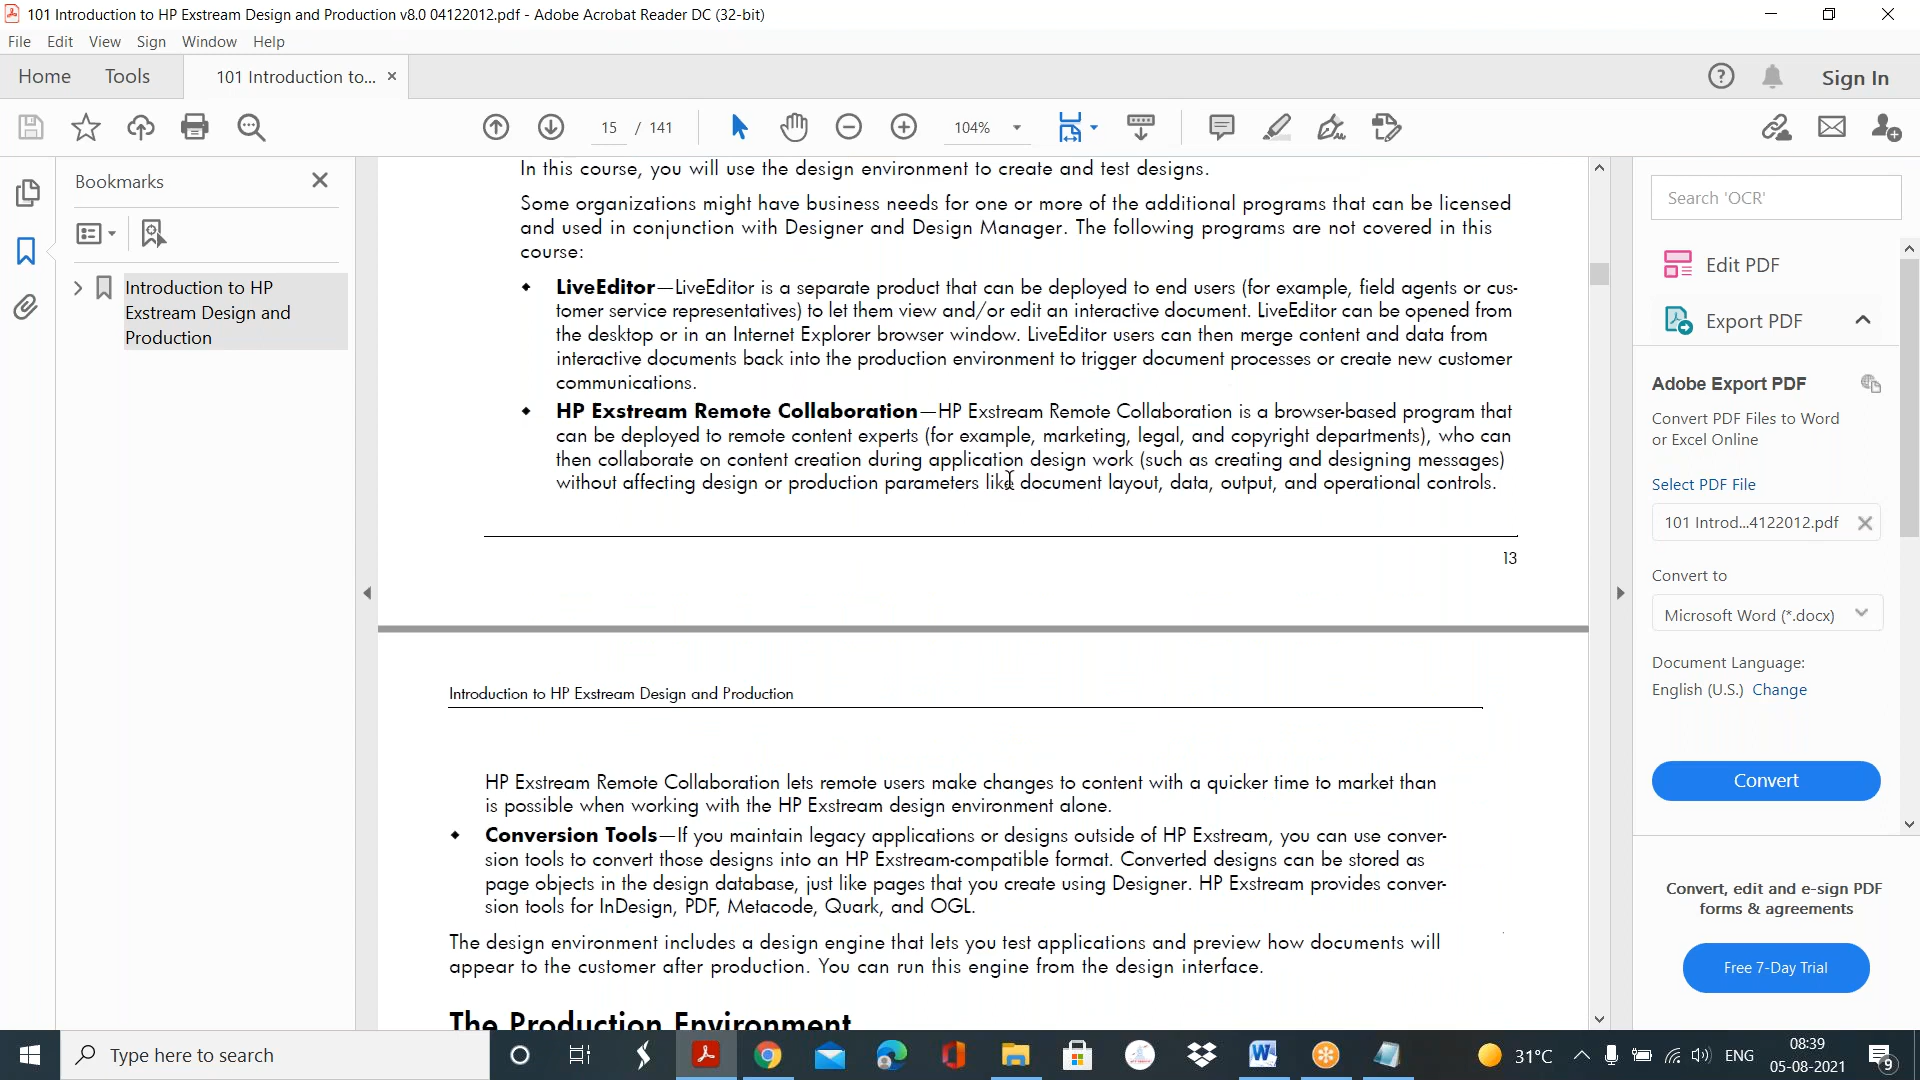 101 Introduction to HP Exstream Design and Production v8.0 04122012.pdf - Adobe Acrobat Reader DC (32-bit)
File Edit View Sign Window Help
Home Tools 101 Introduction to... ×
Sign In
15 / 141
104%
Bookmarks
Introduction to HP
Exstream Design and
Production
In this course, you will use the design environment to create and test designs.
Some organizations might have business needs for one or more of the additional programs that can be licensed
and used in conjunction with Designer and Design Manager. The following programs are not covered in this
course:
LiveEditor—LiveEditor is a separate product that can be deployed to end users (for example, field agents or cus-
tomer service representatives) to let them view and/or edit an interactive document. LiveEditor can be opened from
the desktop or in an Internet Explorer browser window. LiveEditor users can then merge content and data from
interactive documents back into the production environment to trigger document processes or create new customer
communications.
HP Exstream Remote Collaboration—HP Exstream Remote Collaboration is a browser-based program that
can be deployed to remote content experts (for example, marketing, legal, and copyright departments), who can
then collaborate on content creation during application design work (such as creating and designing messages)
without affecting design or production parameters like document layout, data, output, and operational controls.
13
Introduction to HP Exstream Design and Production
HP Exstream Remote Collaboration lets remote users make changes to content with a quicker time to market than
is possible when working with the HP Exstream design environment alone.
Conversion Tools—If you maintain legacy applications or designs outside of HP Exstream, you can use conver-
sion tools to convert those designs into an HP Exstream-compatible format. Converted designs can be stored as
page objects in the design database, just like pages that you create using Designer. HP Exstream provides conver-
sion tools for InDesign, PDF, Metacode, Quark, and OGL.
The design environment includes a design engine that lets you test applications and preview how documents will
appear to the customer after production. You can run this engine from the design interface.
The Production Environment
Search 'OCR'
Edit PDF
Export PDF
Adobe Export PDF
Convert PDF Files to Word
or Excel Online
Select PDF File
101 Introd...4122012.pdf
Convert to
Microsoft Word (*.docx)
Document Language:
English (U.S.) Change
Convert
Convert, edit and e-sign PDF
forms & agreements
Free 7-Day Trial
Type here to search
31°C
ENG
08:39
05-08-2021
9